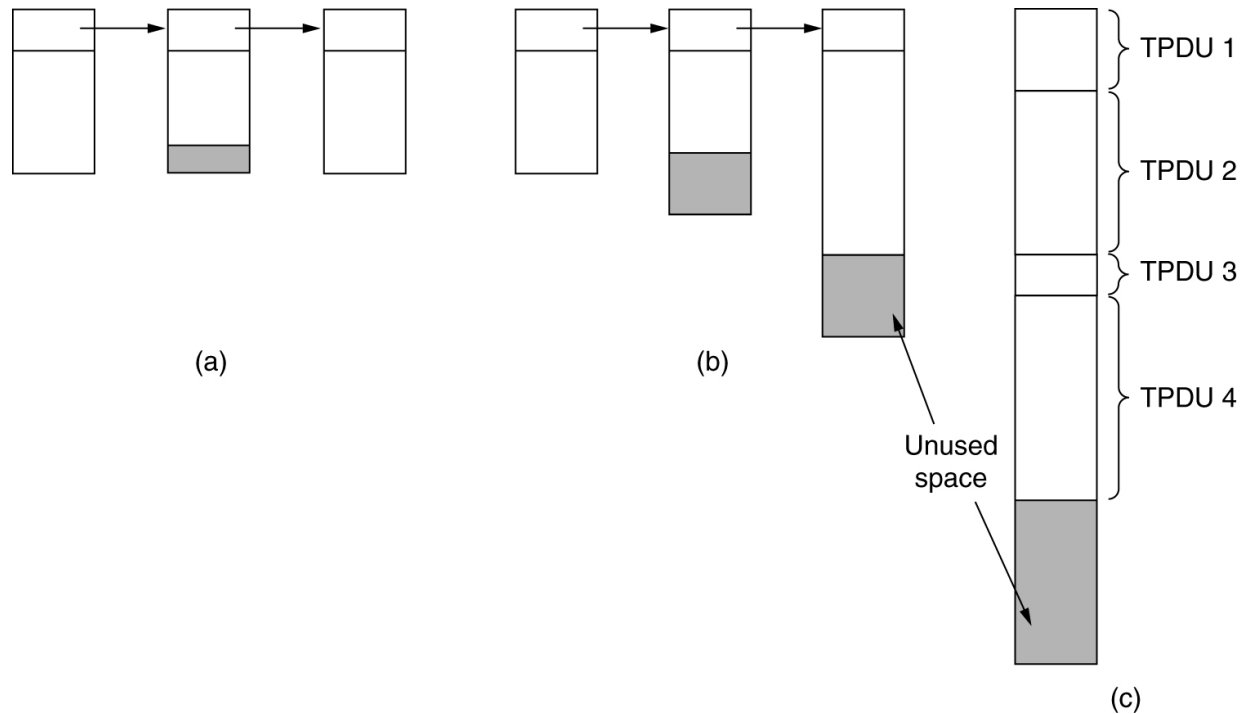 TPDU 1
TPDU 2
TPDU 3
TPDU 4
(a)
(b)
Unused
space
(c)